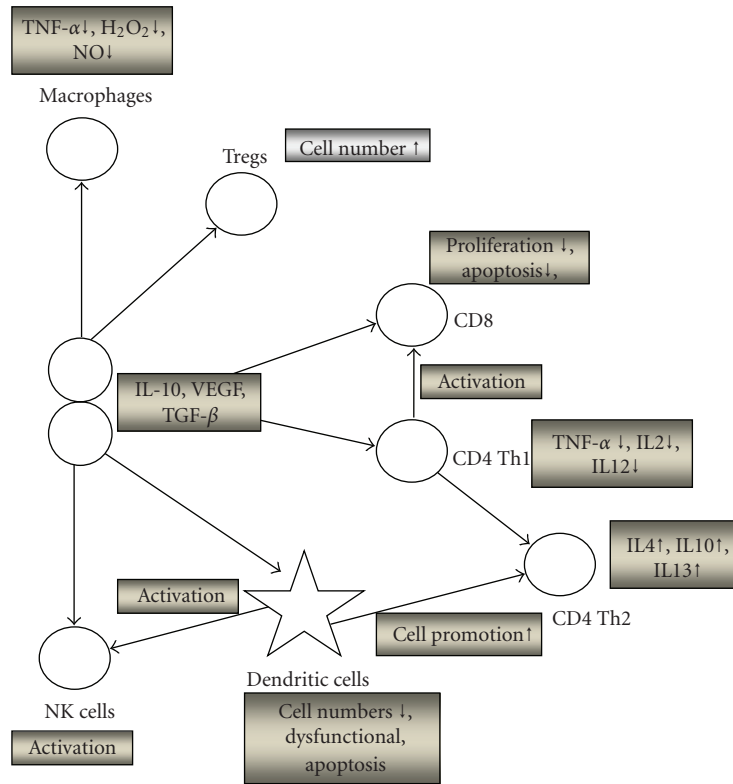 TNF-α↓, H₂O₂↓,
NO↓
Macrophages
Tregs
Cell number ↑
Proliferation ↓,
apoptosis↓,
CD8
IL-10, VEGF,
TGF-β
Activation
CD4 Th1
TNF-α ↓, IL2↓,
IL12↓
IL4↑, IL10↑,
IL13↑
CD4 Th2
Activation
Cell promotion↑
Dendritic cells
Cell numbers ↓,
dysfunctional,
apoptosis
NK cells
Activation